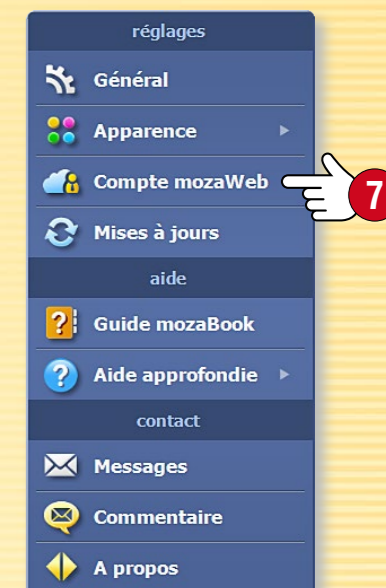 réglages
Général
Apparence
Compte mozaWeb
7
Mises à jours
aide
Guide mozaBook
Aide approfondie
contact
Messages
Commentaire
A propos